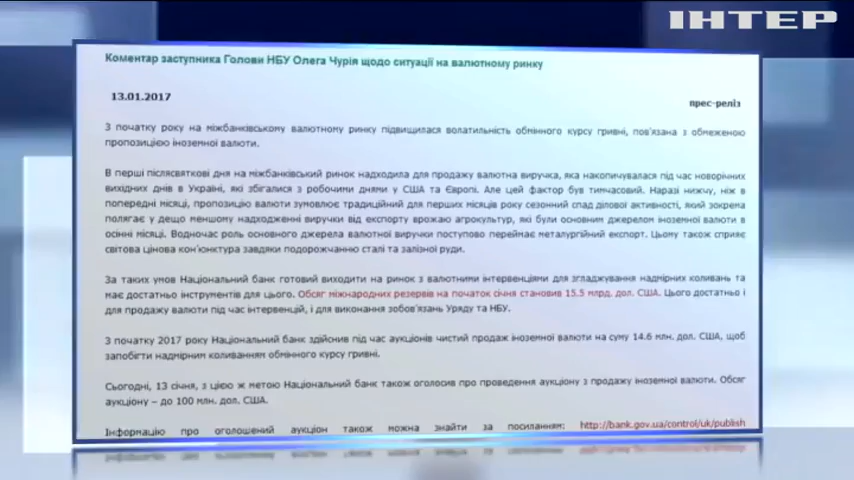 ІНТЕР
Коментар заступника Голови НБУ Олега Чурія щодо ситуації на валютному ринку
13.01.2017
прес-реліз
З початку року на міжбанківському валютному ринку підвищилася волатильність обмінного курсу гривні, пов'язана з обмеженою
пропозицією іноземної валюти.
В перші післясвяткові дня на міжбанківський ринок надходила для продажу валютна виручка, яка накопичувалася під час новорічних
вихідних днів в Україні, які збігалися з робочими днями у США та Європі. Але цей фактор був тимчасовий. Наразі нижчу, ніж в
попередні місяці, пропозицію валюти зумовлює традиційний для перших місяців року сезонний спад ділової активності, який зокрема
полягає у дещо меншому надходженні виручки від експорту врожаю агрокультур, які були основним джерелом іноземної валюти в
осінні місяці. Водночас роль основного джерела валютної виручки поступово переймає металургійний експорт. Цьому також сприяє
світова цінова кон'юнктура завдяки подорожчанню сталі та залізної руди.
За таких умов Національний банк готовий виходити на ринок з валютними інтервенціями для згладжування надмірних коливань та
має достатньо інструментів для цього. Обсяг міжнародних резервів на початок січня становив 15.5 млрд. дол. США. Цього достатньо і
для продажу валюти під час інтервенцій, і для виконання зобов'язань Уряду та НБУ.
З початку 2017 року Національний банк здійснив під час аукціонів чистий продаж іноземної валюти на суму 14.6 млн. дол. США, щоб
запобігти надмірним коливанням обмінного курсу гривні.
Сьогодні, 13 січня, з цією ж метою Національний банк також оголосив про проведення аукціону з продажу іноземної валюти. Обсяг
аукціону – до 100 млн. дол. США.
Інформацію про оголошений аукціон також можна знайти за посиланням: http://bank.gov.ua/control/uk/publish